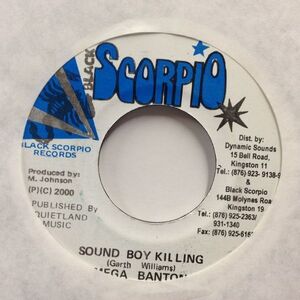 BLACK
SCORPIO
BLACK SCORPIO
RECORDS
Produced by:
M. Johnson
(P)(C) 2000
PUBLISHED BY
QUIETLAND
MUSIC
Dist. by:
Dynamic Sounds
15 Bell Road,
Kingston 11
Tel: (876) 923- 9138-9
&
Black Scorpio
144B Molynes Road
Kingston 19
Tel: (876) 925-2363/
931-1340
Fax (876) 925-
SOUND BOY KILLING
(Garth Williams)
MEGA BANTON